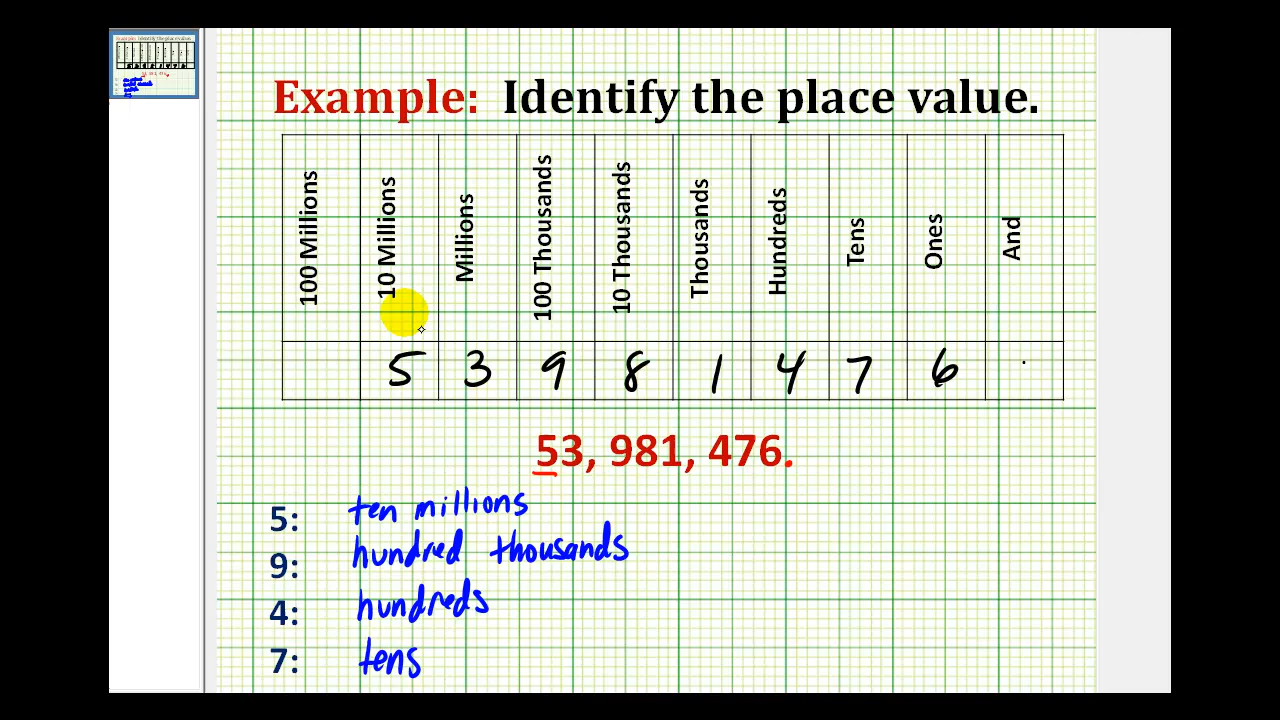 Example: Identify the place value.
100 Millions
10 Millions
Millions
100 Thousands
10 Thousands
Thousands
Hundreds
Tens
Ones
And
5 3 9 8 1 4 7 6 .
53, 981, 476.
5: ten millions
9: hundred thousands
4: hundreds
7: tens